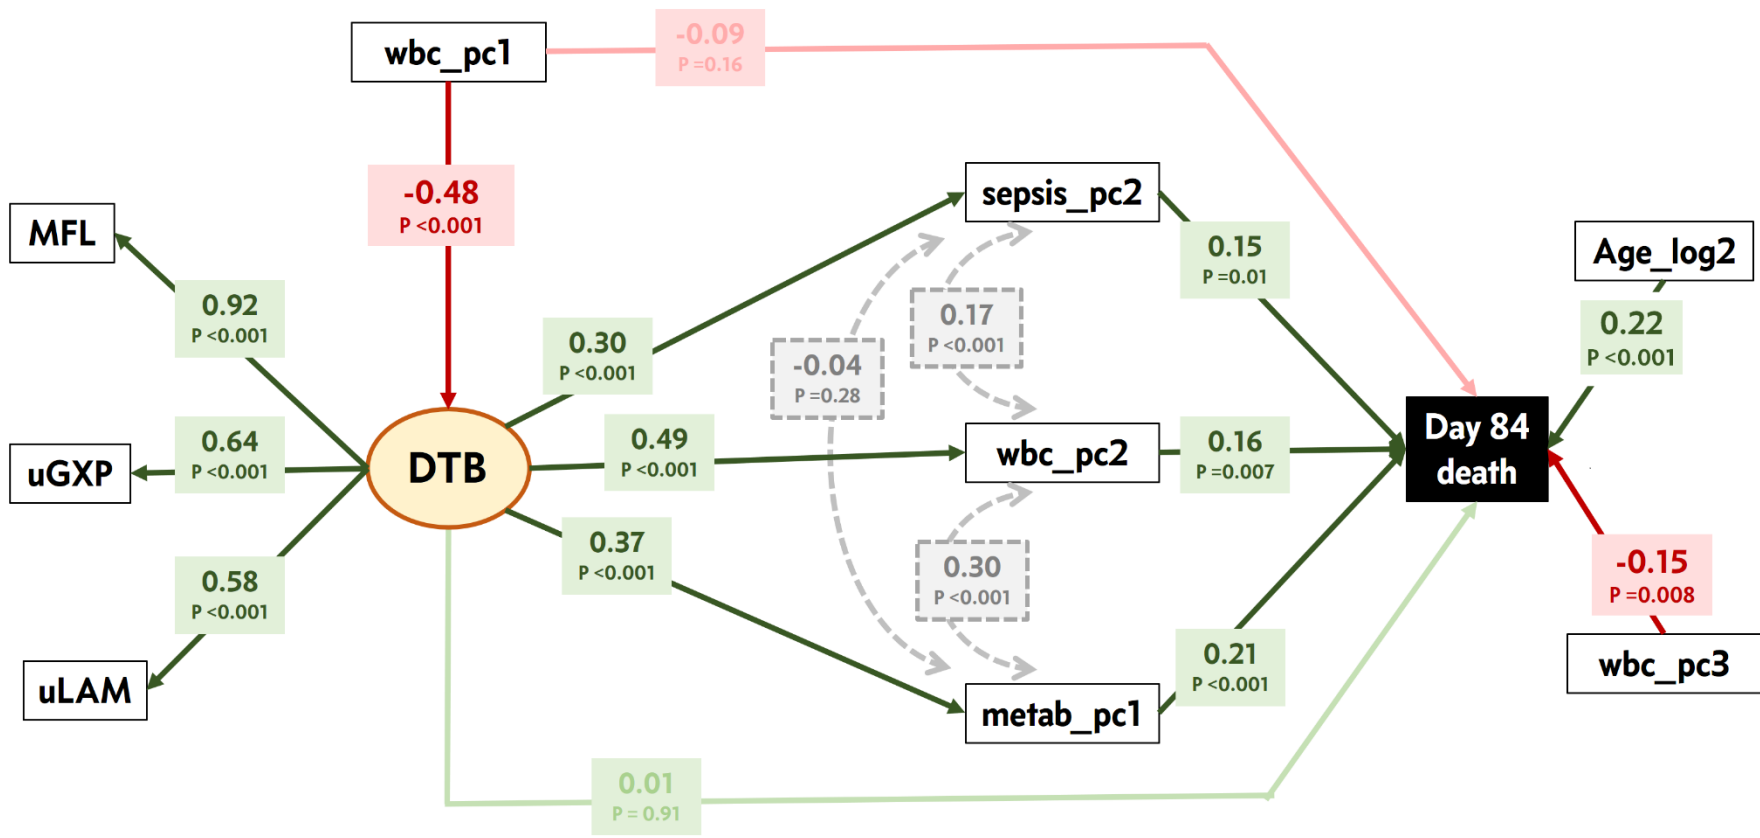 wbc_pc1
-0.09
P =0.16
-0.48
P <0.001
MFL
0.92
P <0.001
uGXP
0.64
P <0.001
uLAM
0.58
P <0.001
DTB
0.30
P <0.001
0.49
P <0.001
0.37
P <0.001
0.01
P = 0.91
sepsis_pc2
0.17
P <0.001
-0.04
P =0.28
wbc_pc2
0.30
P <0.001
metab_pc1
0.15
P =0.01
0.16
P =0.007
0.21
P <0.001
Day 84
death
Age_log2
0.22
P <0.001
-0.15
P =0.008
wbc_pc3